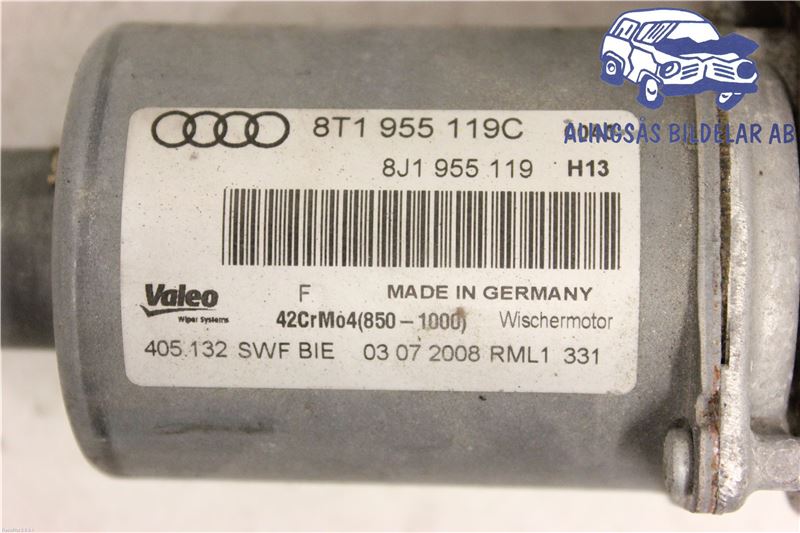 8T1 955 119C
ALINGSÅS BILDELAR AB
8J1 955 119 H13
Valeo F MADE IN GERMANY
Wiper Systems 42CrMo4(850-1000) Wischermotor
405.132 SWF BIE 03 07 2008 RML1 331